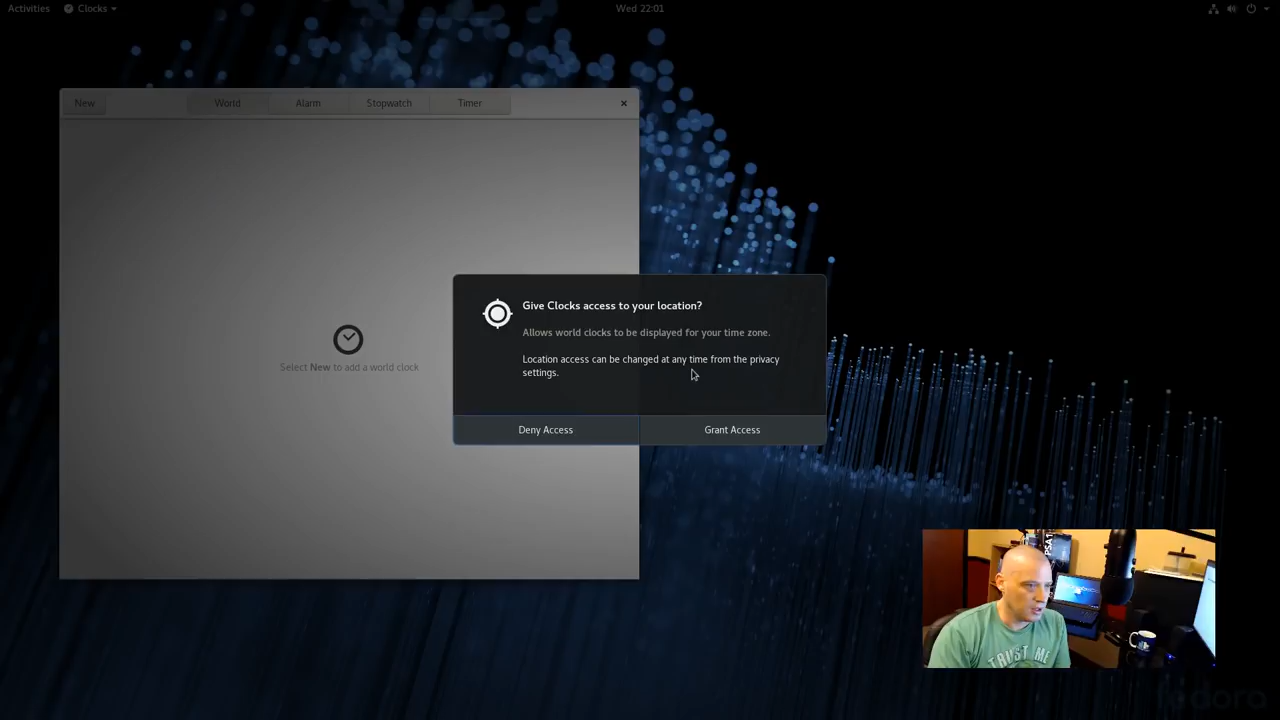 Activities
Clocks
Wed 22:01
New
World
Alarm
Stopwatch
Timer
Select New to add a world clock
Give Clocks access to your location?
Allows world clocks to be displayed for your time zone.
Location access can be changed at any time from the privacy
settings.
Deny Access
Grant Access
PSA1
TRUST ME
fedora